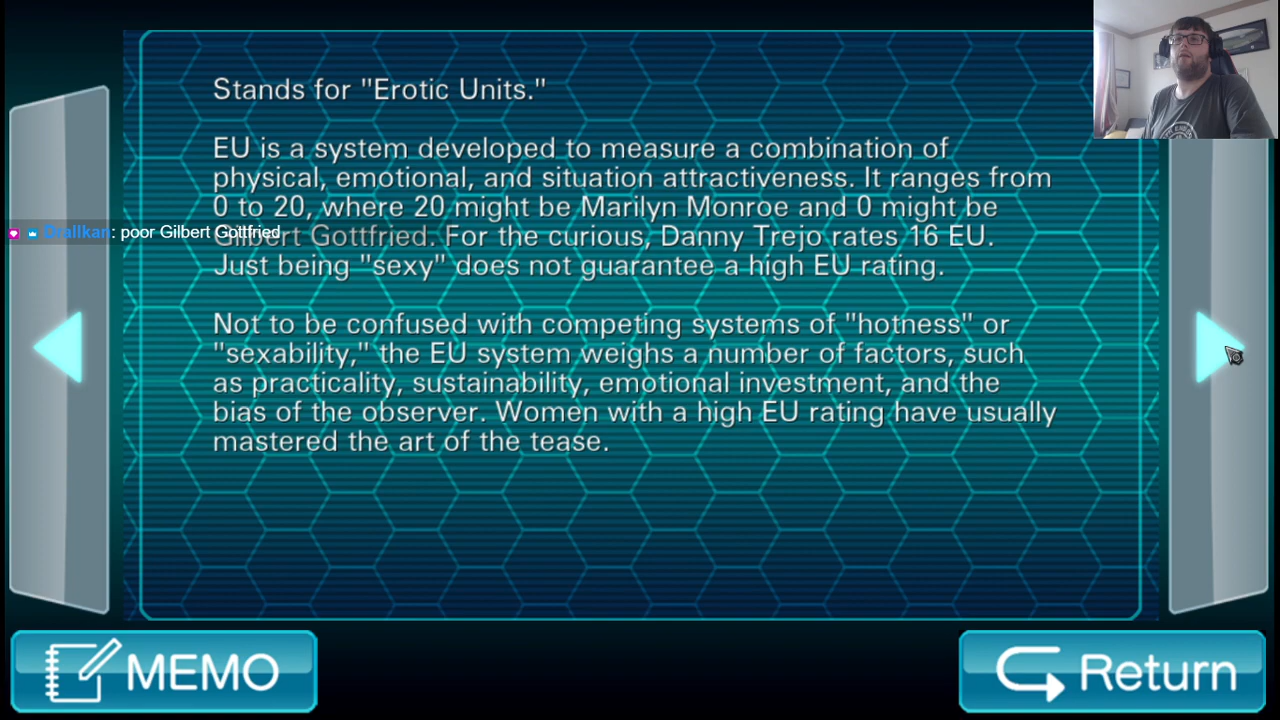 Stands for "Erotic Units."
EU is a system developed to measure a combination of
physical, emotional, and situation attractiveness. It ranges from
0 to 20, where 20 might be Marilyn Monroe and 0 might be
Drallkan: poor Gilbert Gottfried.
Gilbert Gottfried. For the curious, Danny Trejo rates 16 EU.
Just being "sexy" does not guarantee a high EU rating.
Not to be confused with competing systems of "hotness" or
"sexability," the EU system weighs a number of factors, such
as practicality, sustainability, emotional investment, and the
bias of the observer. Women with a high EU rating have usually
mastered the art of the tease.
MEMO
Return